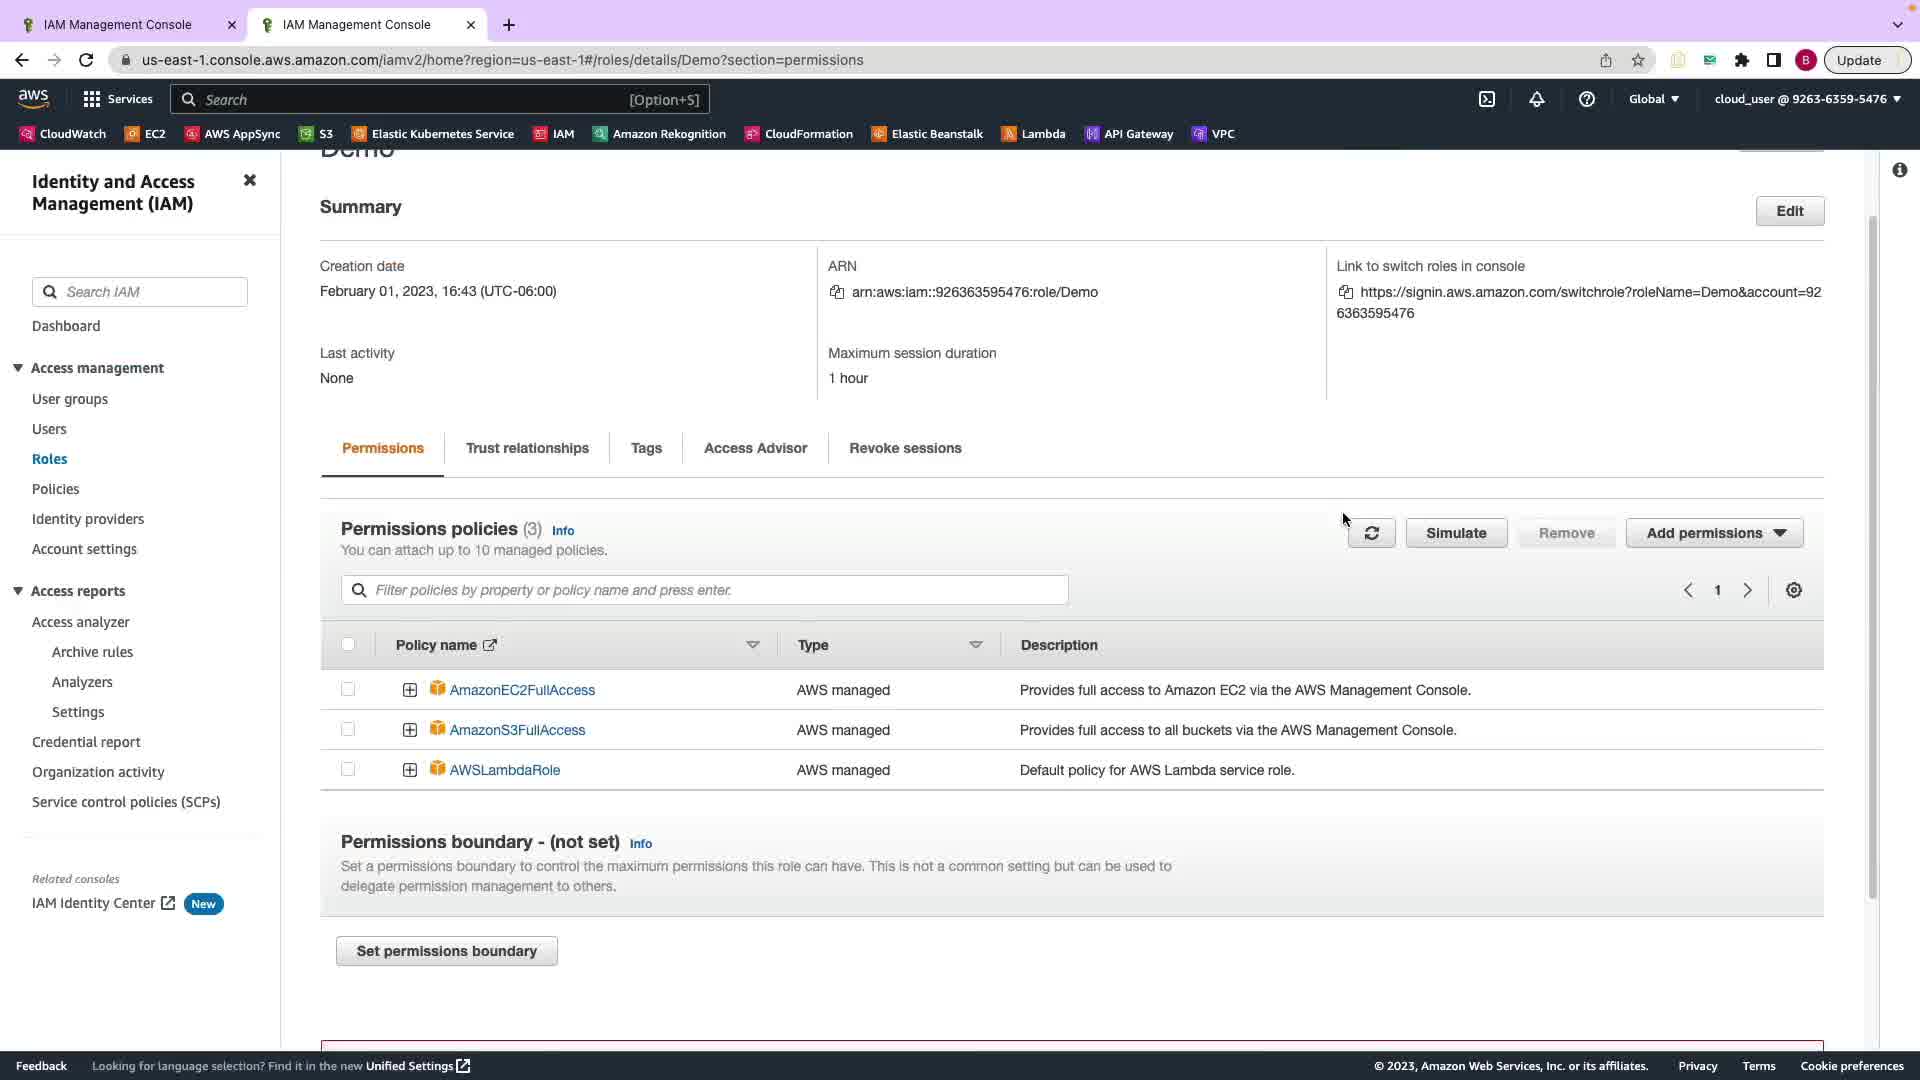 IAM Management Console
IAM Management Console
us-east-1.console.aws.amazon.com/iamv2/home?region=us-east-1#/roles/details/Demo?section=permissions
B
Update
aws
Services
Search
[Option+S]
Global
cloud_user @ 9263-6359-5476
CloudWatch
EC2
AWS AppSync
S3
Elastic Kubernetes Service
IAM
Amazon Rekognition
CloudFormation
Elastic Beanstalk
Lambda
API Gateway
VPC
Identity and Access
Management (IAM)
Search IAM
Dashboard
Access management
User groups
Users
Roles
Policies
Identity providers
Account settings
Access reports
Access analyzer
Archive rules
Analyzers
Settings
Credential report
Organization activity
Service control policies (SCPs)
Related consoles
IAM Identity Center
New
Demo
Summary
Edit
Creation date
February 01, 2023, 16:43 (UTC-06:00)
ARN
arn:aws:iam::926363595476:role/Demo
Link to switch roles in console
https://signin.aws.amazon.com/switchrole?roleName=Demo&account=92
6363595476
Last activity
None
Maximum session duration
1 hour
Permissions
Trust relationships
Tags
Access Advisor
Revoke sessions
Permissions policies (3) Info
You can attach up to 10 managed policies.
Simulate
Remove
Add permissions
Filter policies by property or policy name and press enter.
1
Policy name
Type
Description
AmazonEC2FullAccess
AWS managed
Provides full access to Amazon EC2 via the AWS Management Console.
AmazonS3FullAccess
AWS managed
Provides full access to all buckets via the AWS Management Console.
AWSLambdaRole
AWS managed
Default policy for AWS Lambda service role.
Permissions boundary - (not set) Info
Set a permissions boundary to control the maximum permissions this role can have. This is not a common setting but can be used to
delegate permission management to others.
Set permissions boundary
Feedback
Looking for language selection? Find it in the new Unified Settings
© 2023, Amazon Web Services, Inc. or its affiliates.
Privacy
Terms
Cookie preferences